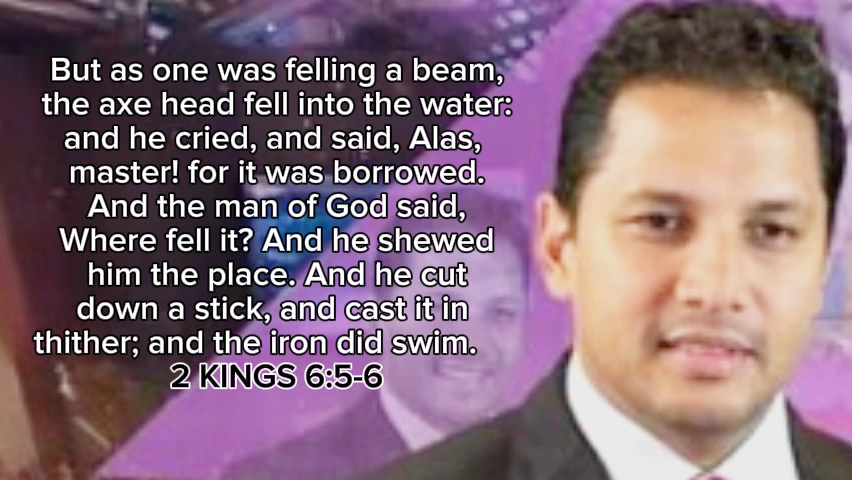 But as one was felling a beam,
the axe head fell into the water:
and he cried, and said, Alas,
master! for it was borrowed.
And the man of God said,
Where fell it? And he shewed
him the place. And he cut
down a stick, and cast it in
thither; and the iron did swim.
2 KINGS 6:5-6